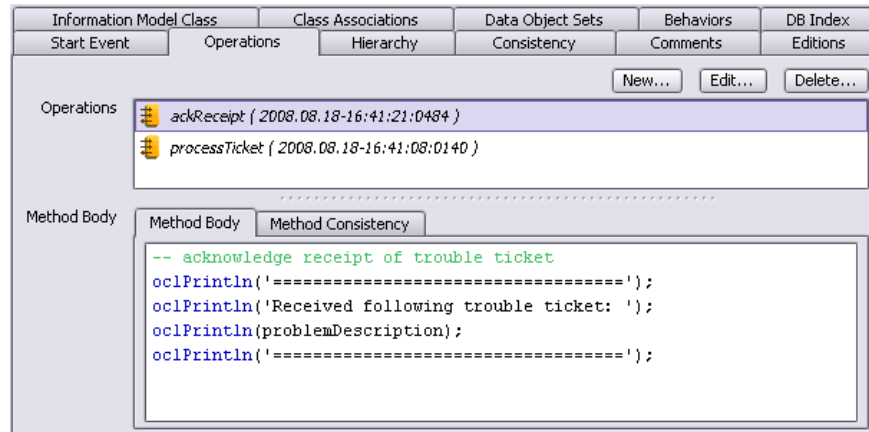 Information Model Class Class Associations Data Object Sets Behaviors DB Index
Start Event Operations Hierarchy Consistency Comments Editions
New... Edit... Delete...
Operations
ackReceipt ( 2008.08.18-16:41:21:0484 )
processTicket ( 2008.08.18-16:41:08:0140 )
Method Body
Method Body Method Consistency
-- acknowledge receipt of trouble ticket
oclPrintln('===================================');
oclPrintln('Received following trouble ticket: ');
oclPrintln(problemDescription);
oclPrintln('===================================');